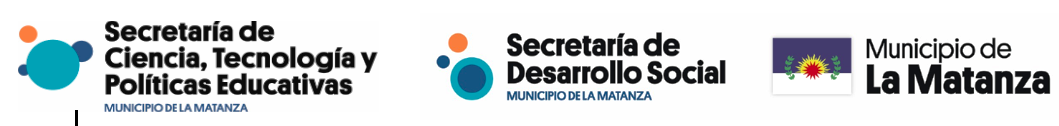 Secretaría de
Ciencia, Tecnología y
Políticas Educativas
MUNICIPIO DE LA MATANZA
Secretaría de
Desarrollo Social
MUNICIPIO DE LA MATANZA
Municipio de
La Matanza